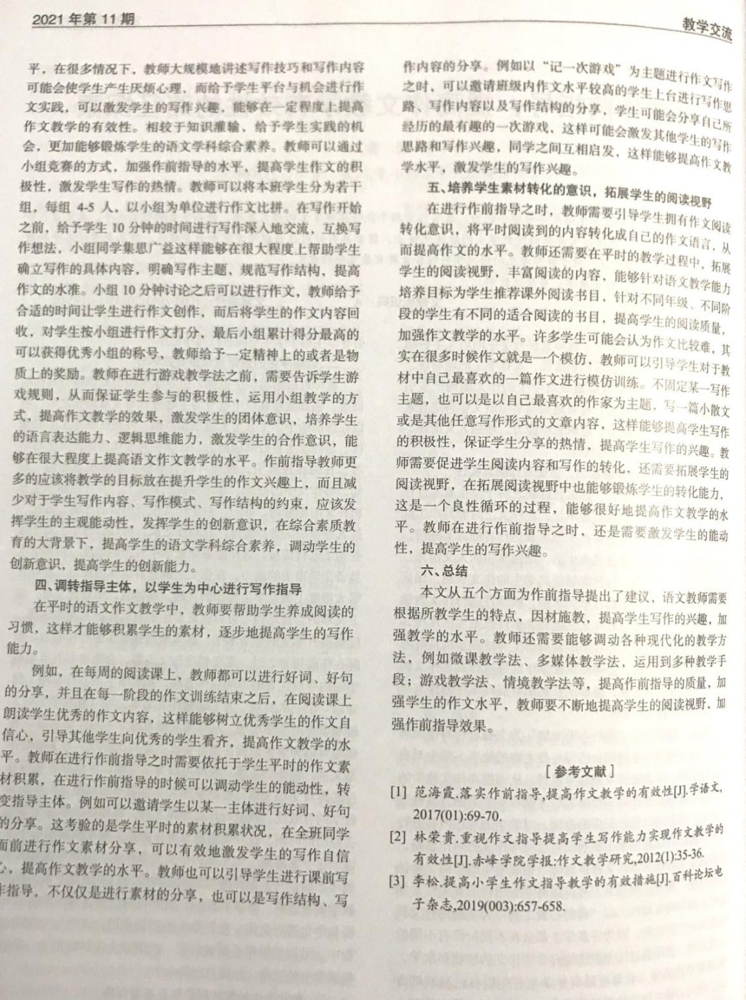 2021 年第 11 期
教学交流
平，在很多情况下，教师大规模地讲述写作技巧和写作内容
可能会使学生产生厌烦心理，而给予学生平台与机会进行作
文实践，可以激发学生的写作兴趣，能够在一定程度上提高
作文教学的有效性。相较于知识灌输，给予学生实践的机
会，更加能够锻炼学生的语文学科综合素养。教师可以通过
小组竞赛的方式，加强作前指导的水平，提高学生作文的积
极性，激发学生写作的热情。教师可以将本班学生分为若干
组，每组 4-5 人，以小组为单位进行作文比拼。在写作开始
之前，给予学生 10 分钟的时间进行写作深入地交流，互换写
作想法，小组同学集思广益这样能够在很大程度上帮助学生
确立写作的具体内容，明确写作主题，规范写作结构，提高
作文的水准。小组 10 分钟讨论之后可以进行作文，教师给予
合适的时间让学生进行作文创作，而后将学生的作文内容回
收，对学生按小组进行作文打分，最后小组累计得分最高的
可以获得优秀小组的称号，教师给予一定精神上的或者是物
质上的奖励。教师在进行游戏教学法之前，需要告诉学生游
戏规则，从而保证学生参与的积极性，运用小组教学的方
式，提高作文教学的效果，激发学生的团体意识，培养学生
的语言表达能力、逻辑思维能力，激发学生的合作意识，能
够在很大程度上提高语文作文教学的水平。作前指导教师更
多的应该将教学的目标放在提升学生的作文兴趣上，而且减
少对于学生写作内容、写作模式、写作结构的约束，应该发
挥学生的主观能动性，发挥学生的创新意识，在综合素质教
育的大背景下，提高学生的语文学科综合素养，调动学生的
创新意识，提高学生的创新能力。
四、调转指导主体，以学生为中心进行写作指导
在平时的语文作文教学中，教师要帮助学生养成阅读的
习惯，这样才能够积累学生的素材，逐步地提高学生的写作
能力。
例如，在每周的阅读课上，教师都可以进行好词、好句
的分享，并且在每一阶段的作文训练结束之后，在阅读课上
朗读学生优秀的作文内容，这样能够树立优秀学生的作文自
信心，引导其他学生向优秀的学生看齐，提高作文教学的水
平。教师在进行作前指导之时需要依托于学生平时的作文素
材积累，在进行作前指导的时候可以调动学生的能动性，转
变指导主体。例如可以邀请学生以某一主体进行好词、好句
的分享。这考验的是学生平时的素材积累状况，在全班同学
面前进行作文素材分享，可以有效地激发学生的写作自信
心，提高作文教学的水平。教师也可以引导学生进行课前写
作指导，不仅仅是进行素材的分享，也可以是写作结构、写
作内容的分享。例如以“记一次游戏”为主题进行作文写作
之时，可以邀请班级内作文水平较高的学生上台进行写作思
路、写作内容以及写作结构的分享，学生可能会分享自己所
经历的最有趣的一次游戏，这样可能会激发其他学生的写作
思路和写作兴趣，同学之间互相启发，这样能够提高作文教
学水平，激发学生的写作兴趣。
五、培养学生素材转化的意识，拓展学生的阅读视野
在进行作前指导之时，教师需要引导学生拥有作文阅读
转化意识，将平时阅读到的内容转化成自己的作文语言，从
而提高作文的水平。教师还需要在平时的教学过程中，拓展
学生的阅读视野，丰富阅读的内容，能够针对语文教学能力
培养目标为学生推荐课外阅读书目，针对不同年级、不同阶
段的学生有不同的适合阅读的书目，提高学生的阅读质量，
加强作文教学的水平。许多学生可能会认为作文比较难，其
实在很多时候作文就是一个模仿，教师可以引导学生对于教
材中自己最喜欢的一篇作文进行模仿训练。不固定某一写作
主题，也可以是以自己最喜欢的作家为主题，写一篇小散文
或是其他任意写作形式的文章内容，这样能够提高学生写作
的积极性，保证学生分享的热情，提高学生写作的兴趣。教
师需要促进学生阅读内容和写作的转化，还需要拓展学生的
阅读视野，在拓展阅读视野中也能够锻炼学生的转化能力，
这是一个良性循环的过程，能够很好地提高作文教学的水
平。教师在进行作前指导之时，还是需要激发学生的能动
性，提高学生的写作兴趣。
六、总结
本文从五个方面为作前指导提出了建议，语文教师需要
根据所教学生的特点，因材施教，提高学生写作的兴趣，加
强教学的水平。教师还需要能够调动各种现代化的教学方
法，例如微课教学法、多媒体教学法，运用到多种教学手
段；游戏教学法、情境教学法等，提高作前指导的质量，加
强学生的作文水平，教师要不断地提高学生的阅读视野，加
强作前指导效果。
[ 参考文献 ]
[1] 范海霞.落实作前指导,提高作文教学的有效性[J].学语文,
2017(01):69-70.
[2] 林荣贵.重视作文指导提高学生写作能力实现作文教学的
有效性[J].赤峰学院学报:作文教学研究,2012(1):35-36.
[3] 李松.提高小学生作文指导教学的有效措施[J].百科论坛电
子杂志,2019(003):657-658.